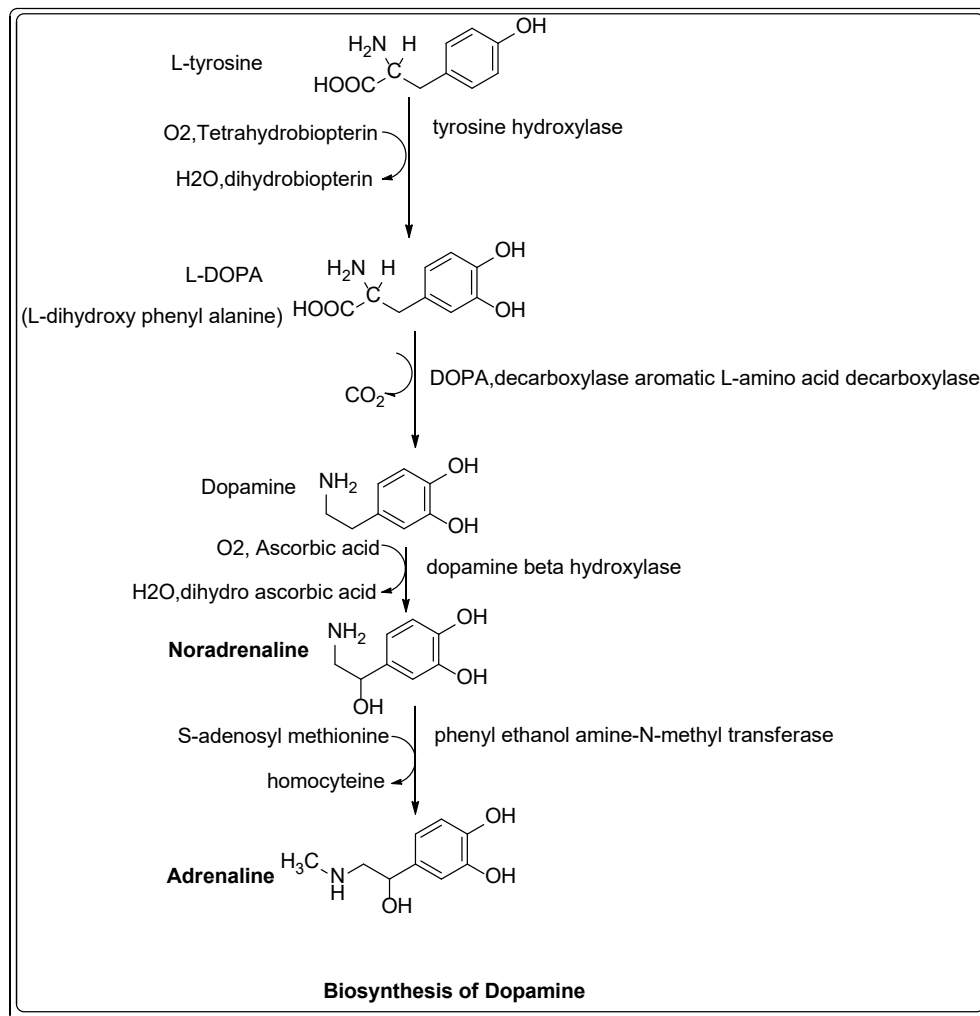 OH
H2N H
L-tyrosine
C
HOOC
O2,Tetrahydrobiopterin
tyrosine hydroxylase
H2O,dihydrobiopterin
OH
H2N H
L-DOPA
C
HOOC
OH
(L-dihydroxy phenyl alanine)
DOPA,decarboxylase aromatic L-amino acid decarboxylase
CO2
OH
NH2
Dopamine
OH
O2, Ascorbic acid
dopamine beta hydroxylase
H2O,dihydro ascorbic acid
OH
NH2
Noradrenaline
OH
OH
S-adenosyl methionine
phenyl ethanol amine-N-methyl transferase
homocyteine
OH
H3C
N
H
Adrenaline
OH
OH
Biosynthesis of Dopamine